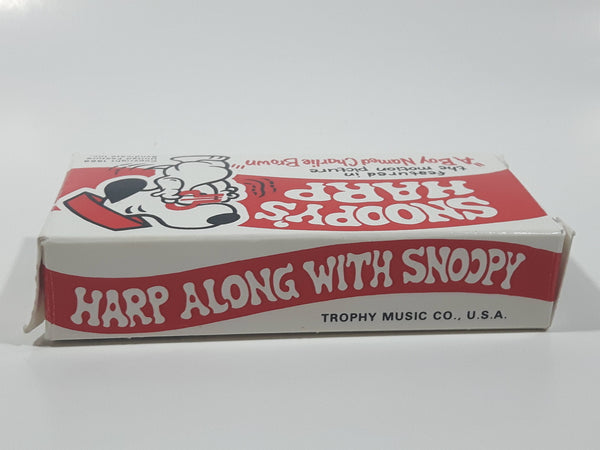 SNOOPY'S
HARP
featured in
the motion picture
"A Boy Named Charlie Brown"
HARP ALONG WITH SNOOPY
TROPHY MUSIC CO., U.S.A.